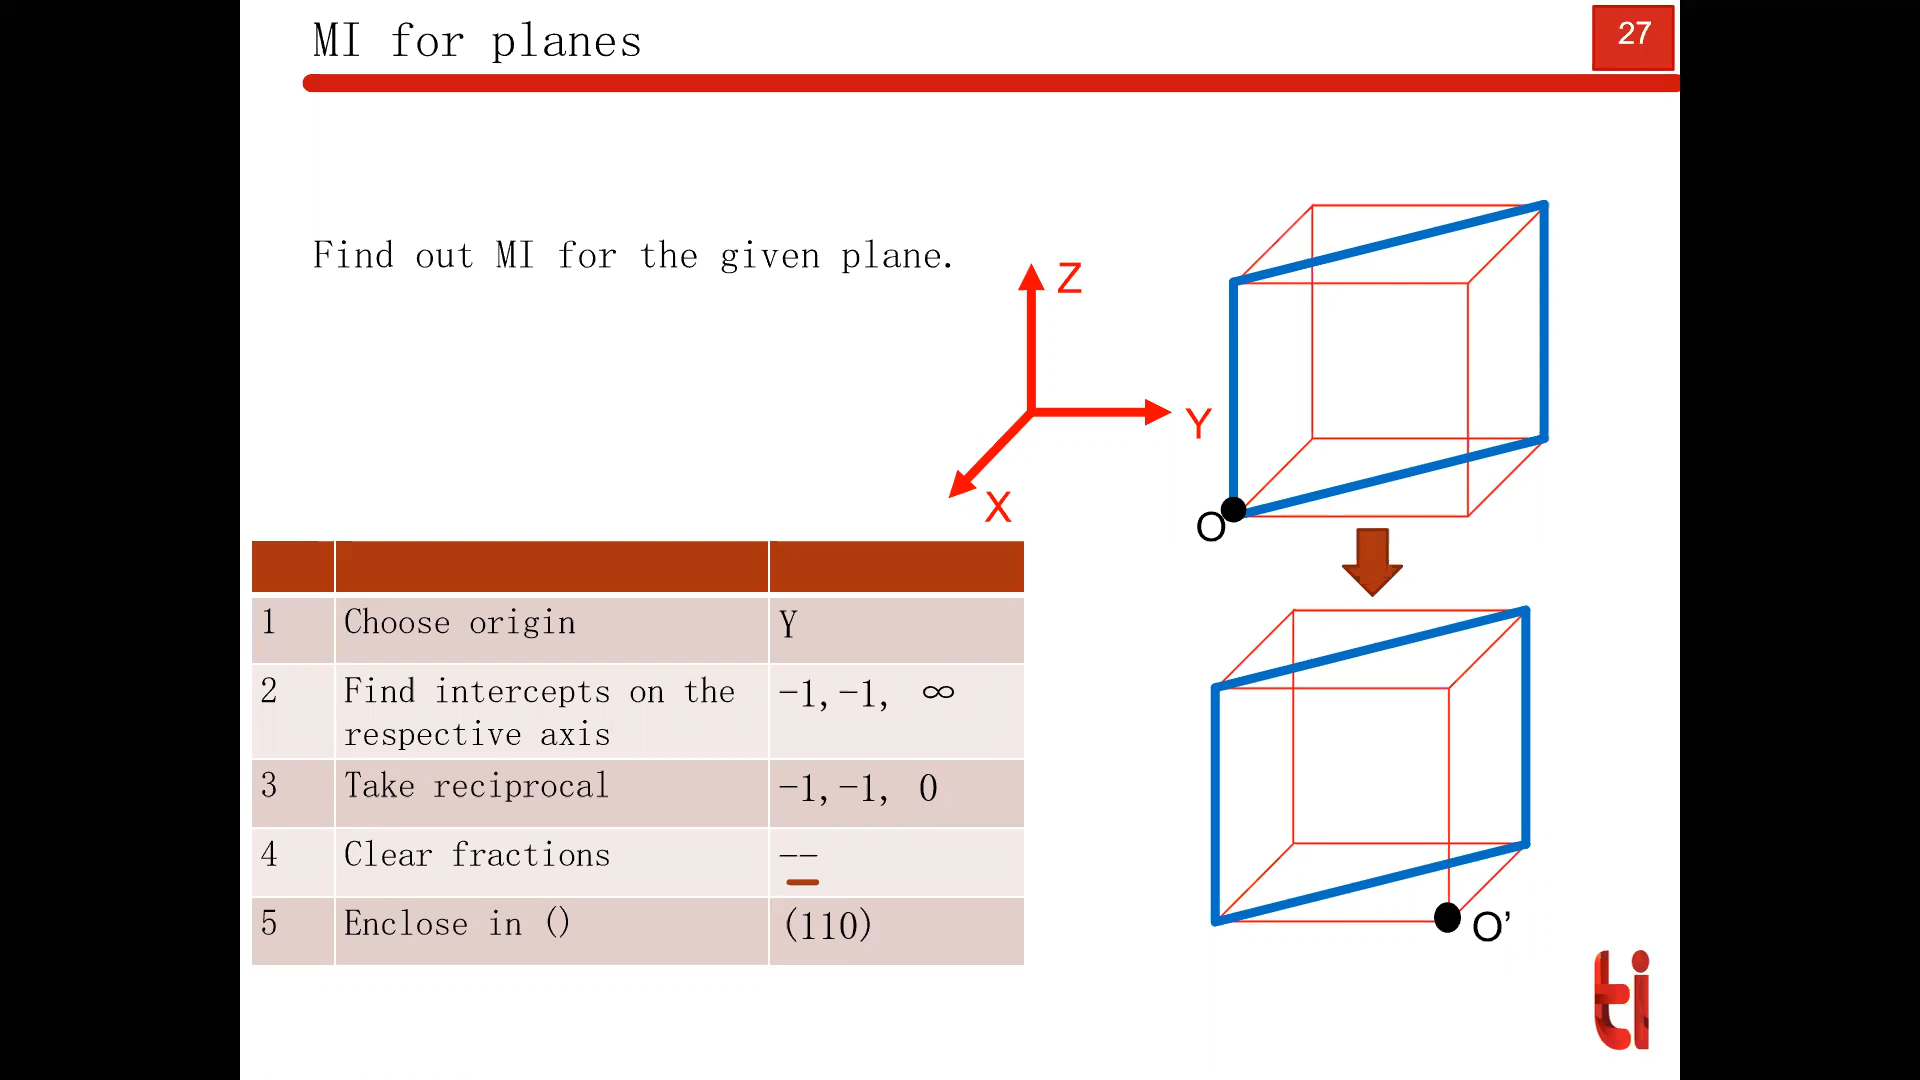 MI for planes
27
Find out MI for the given plane.
Z
Y
X
O
1 Choose origin Y
2 Find intercepts on the respective axis -1,-1, ∞
3 Take reciprocal -1,-1, 0
4 Clear fractions --
5 Enclose in () (110)
O’
ti